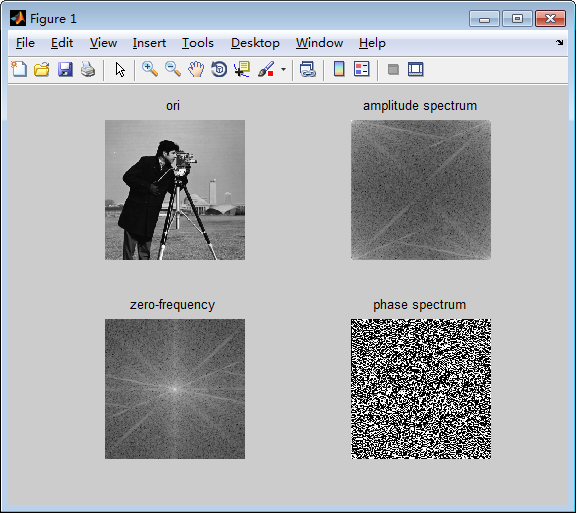 Figure 1
File Edit View Insert Tools Desktop Window Help
ori
amplitude spectrum
zero-frequency
phase spectrum